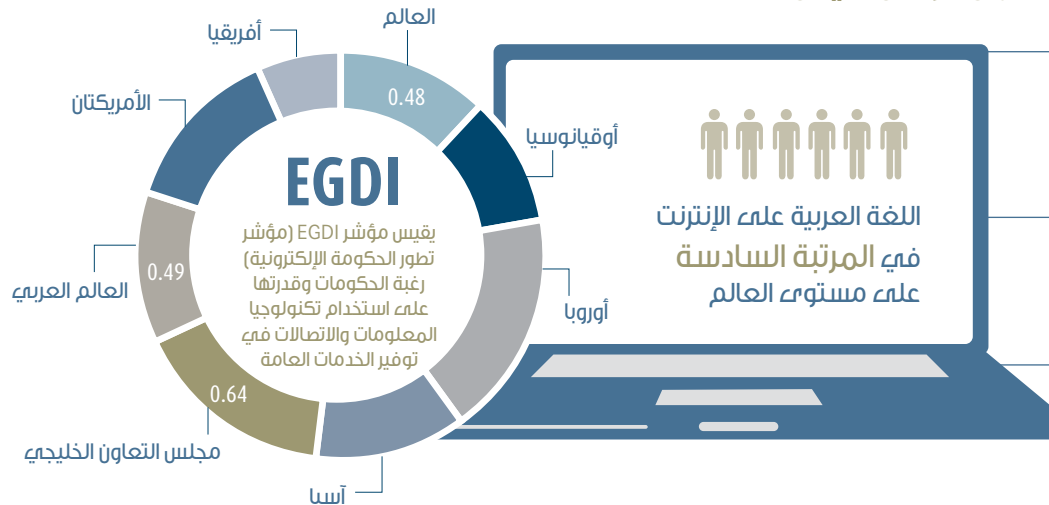 العالم
0.48
أفريقيا
أوقيانوسيا
الأمريكتان
EGDI
يقيس مؤشر EGDI (مؤشر
تطور الحكومة الإلكترونية)
رغبة الحكومات وقدرتها
على استخدام تكنولوجيا
المعلومات والاتصالات في
توفير الخدمات العامة
0.49
العالم العربي
أوروبا
0.64
مجلس التعاون الخليجي
آسيا
اللغة العربية على الإنترنت
في المرتبة السادسة
على مستوى العالم